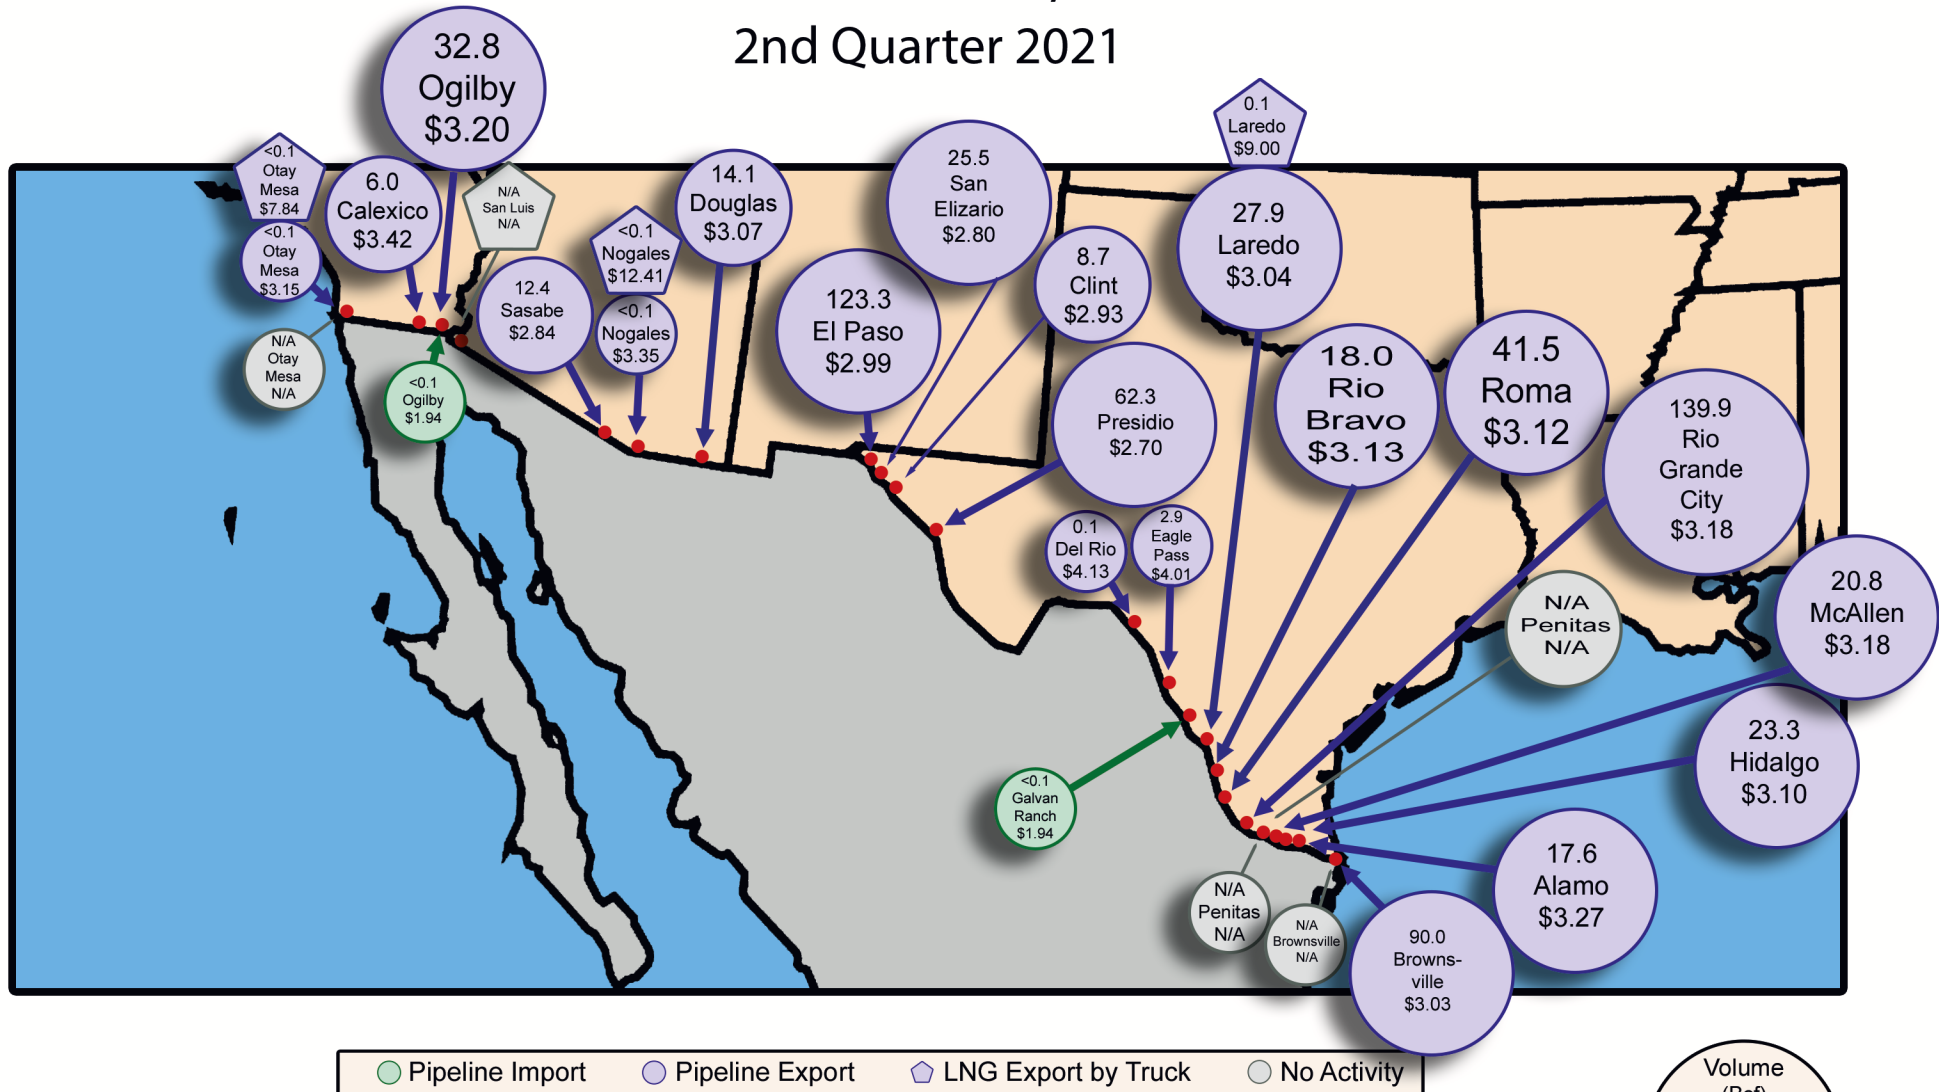 2nd Quarter 2021
32.8
Ogilby
$3.20
<0.1
Otay
Mesa
$7.84
6.0
Calexico
$3.42
N/A
San Luis
N/A
<0.1
Otay
Mesa
$3.15
N/A
Otay
Mesa
N/A
<0.1
Ogilby
$1.94
12.4
Sasabe
$2.84
<0.1
Nogales
$12.41
<0.1
Nogales
$3.35
14.1
Douglas
$3.07
123.3
El Paso
$2.99
25.5
San
Elizario
$2.80
8.7
Clint
$2.93
62.3
Presidio
$2.70
0.1
Del Rio
$4.13
2.9
Eagle
Pass
$4.01
0.1
Laredo
$9.00
27.9
Laredo
$3.04
18.0
Rio
Bravo
$3.13
41.5
Roma
$3.12
139.9
Rio
Grande
City
$3.18
N/A
Penitas
N/A
20.8
McAllen
$3.18
23.3
Hidalgo
$3.10
17.6
Alamo
$3.27
<0.1
Galvan
Ranch
$1.94
N/A
Penitas
N/A
N/A
Brownsville
N/A
90.0
Browns-
ville
$3.03
Pipeline Import
Pipeline Export
LNG Export by Truck
No Activity
Volume